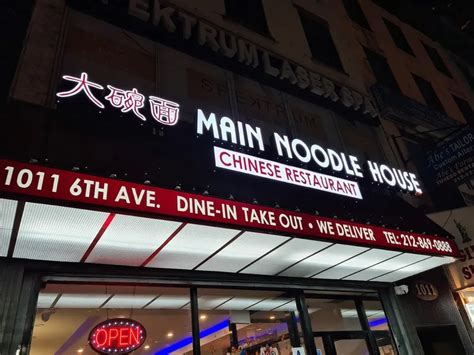 SPEKTRUM LASER SPA
SPEKTRUM
大碗面 MAIN NOODLE HOUSE
CHINESE RESTAURANT
1011 6TH AVE. DINE-IN TAKE OUT • WE DELIVER TEL: 212-869-0888
1011
OPEN